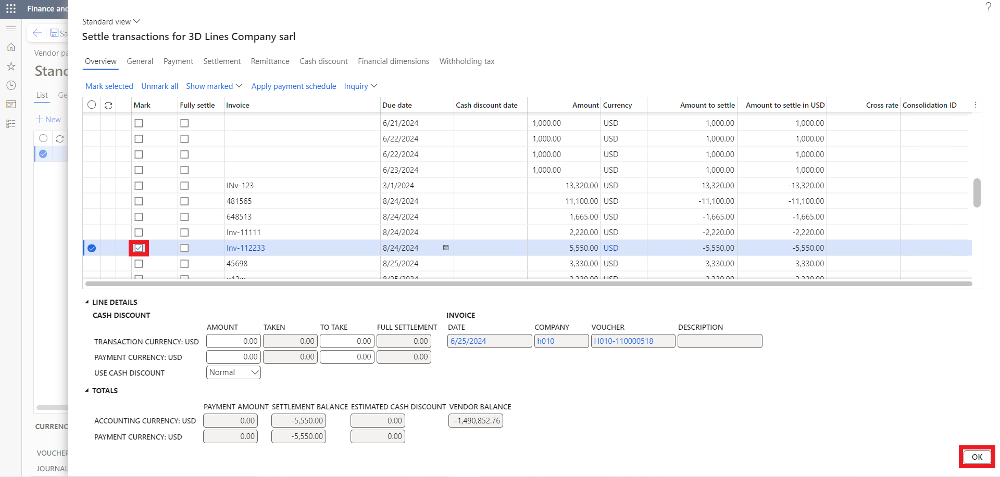 Finance and
?
Standard view
Settle transactions for 3D Lines Company sarl
Sa
Vendor pa
Stand
List Ge
+ New
Overview General Payment Settlement Remittance Cash discount Financial dimensions Withholding tax
Mark selected Unmark all Show marked Apply payment schedule Inquiry
Mark Fully settle Invoice Due date Cash discount date Amount Currency Amount to settle Amount to settle in USD Cross rate Consolidation ID
6/21/2024 1,000.00 USD 1,000.00 1,000.00
6/22/2024 1,000.00 USD 1,000.00 1,000.00
6/22/2024 1,000.00 USD 1,000.00 1,000.00
6/23/2024 1,000.00 USD 1,000.00 1,000.00
INv-123 3/1/2024 13,320.00 USD -13,320.00 -13,320.00
481565 8/24/2024 11,100.00 USD -11,100.00 -11,100.00
648513 8/24/2024 1,665.00 USD -1,665.00 -1,665.00
Inv-11111 8/24/2024 2,220.00 USD -2,220.00 -2,220.00
Inv-112233 8/24/2024 5,550.00 USD -5,550.00 -5,550.00
45698 8/25/2024 3,330.00 USD -3,330.00 -3,330.00
LINE DETAILS
CASH DISCOUNT INVOICE
AMOUNT TAKEN TO TAKE FULL SETTLEMENT DATE COMPANY VOUCHER DESCRIPTION
TRANSACTION CURRENCY: USD 0.00 0.00 0.00 0.00 6/25/2024 h010 H010-110000518
PAYMENT CURRENCY: USD 0.00 0.00 0.00 0.00
USE CASH DISCOUNT Normal
TOTALS
PAYMENT AMOUNT SETTLEMENT BALANCE ESTIMATED CASH DISCOUNT VENDOR BALANCE
ACCOUNTING CURRENCY: USD 0.00 -5,550.00 0.00 -1,490,852.76
PAYMENT CURRENCY: USD 0.00 -5,550.00 0.00
CURRENC
VOUCHER
JOURNAL
OK